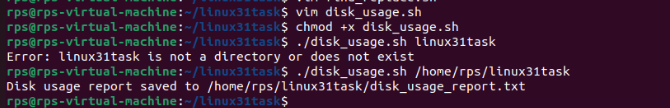 rps@rps-virtual-machine:~/linux31task$ vim disk_usage.sh
rps@rps-virtual-machine:~/linux31task$ chmod +x disk_usage.sh
rps@rps-virtual-machine:~/linux31task$ ./disk_usage.sh linux31task
Error: linux31task is not a directory or does not exist
rps@rps-virtual-machine:~/linux31task$ ./disk_usage.sh /home/rps/linux31task
Disk usage report saved to /home/rps/linux31task/disk_usage_report.txt
rps@rps-virtual-machine:~/linux31task$